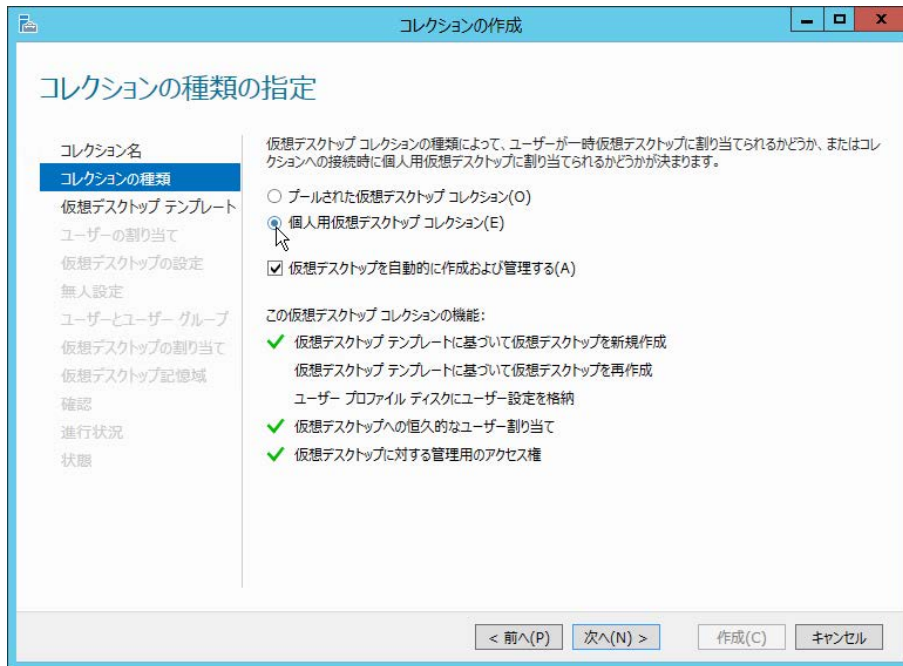 コレクションの作成
コレクションの種類の指定
コレクション名
コレクションの種類
仮想デスクトップ テンプレート
ユーザーの割り当て
仮想デスクトップの設定
無人設定
ユーザーとユーザー グループ
仮想デスクトップの割り当て
仮想デスクトップ記憶域
確認
進行状況
状態
仮想デスクトップ コレクションの種類によって、ユーザーが一時仮想デスクトップに割り当てられるかどうか、またはコレ
クションへの接続時に個人用仮想デスクトップに割り当てられるかどうかが決まります。
プールされた仮想デスクトップ コレクション(O)
個人用仮想デスクトップ コレクション(E)
仮想デスクトップを自動的に作成および管理する(A)
この仮想デスクトップ コレクションの機能:
仮想デスクトップ テンプレートに基づいて仮想デスクトップを新規作成
仮想デスクトップ テンプレートに基づいて仮想デスクトップを再作成
ユーザー プロファイル ディスクにユーザー設定を格納
仮想デスクトップへの恒久的なユーザー割り当て
仮想デスクトップに対する管理用のアクセス権
< 前へ(P)
次へ(N) >
作成(C)
キャンセル